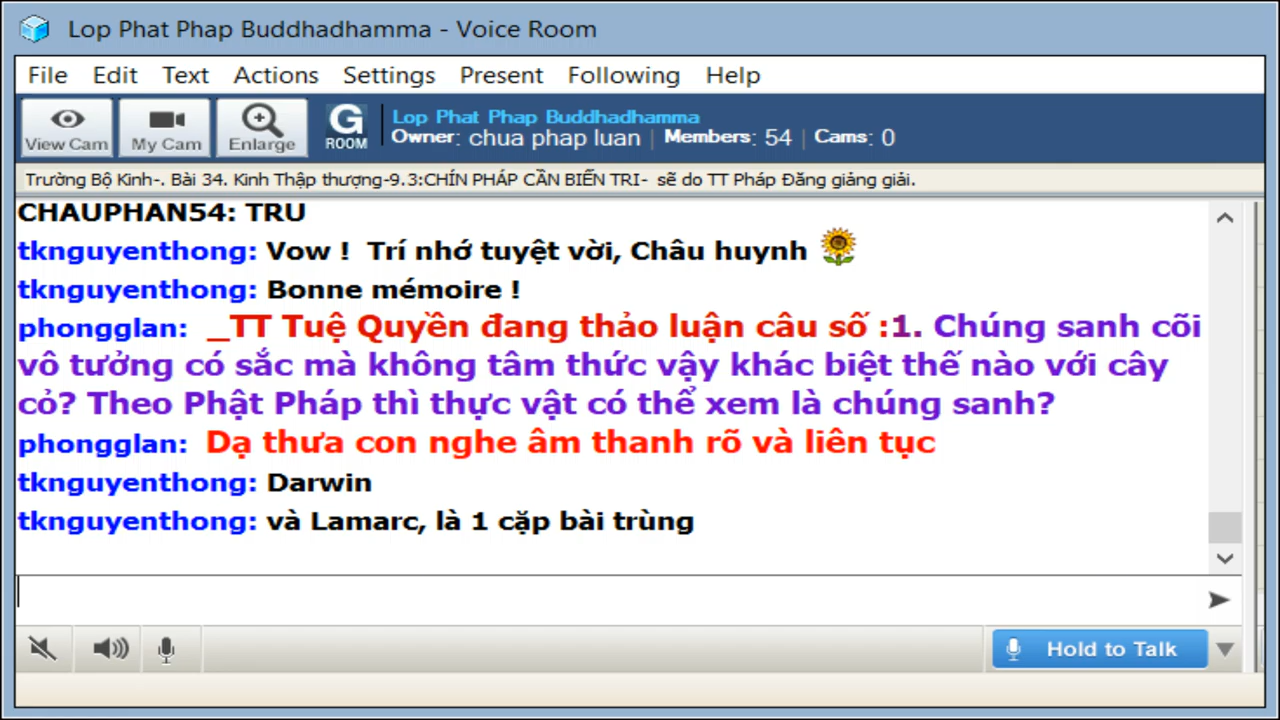 Lop Phat Phap Buddhadhamma - Voice Room
File Edit Text Actions Settings Present Following Help
View Cam My Cam Enlarge G ROOM
Lop Phat Phap Buddhadhamma
Owner: chua phap luan | Members: 54 | Cams: 0
Trường Bộ Kinh-. Bài 34. Kinh Thập thượng-9.3:CHÍN PHÁP CẦN BIẾN TRI- sẽ do TT Pháp Đăng giảng giải.
CHAUPHAN54: TRU
tknguyenthong: Vow ! Trí nhớ tuyệt vời, Châu huynh
tknguyenthong: Bonne mémoire !
phongglan: _TT Tuệ Quyền đang thảo luận câu số :1. Chúng sanh cõi
vô tưởng có sắc mà không tâm thức vậy khác biệt thế nào với cây
cỏ? Theo Phật Pháp thì thực vật có thể xem là chúng sanh?
phongglan: Dạ thưa con nghe âm thanh rõ và liên tục
tknguyenthong: Darwin
tknguyenthong: và Lamarc, là 1 cặp bài trùng
Hold to Talk